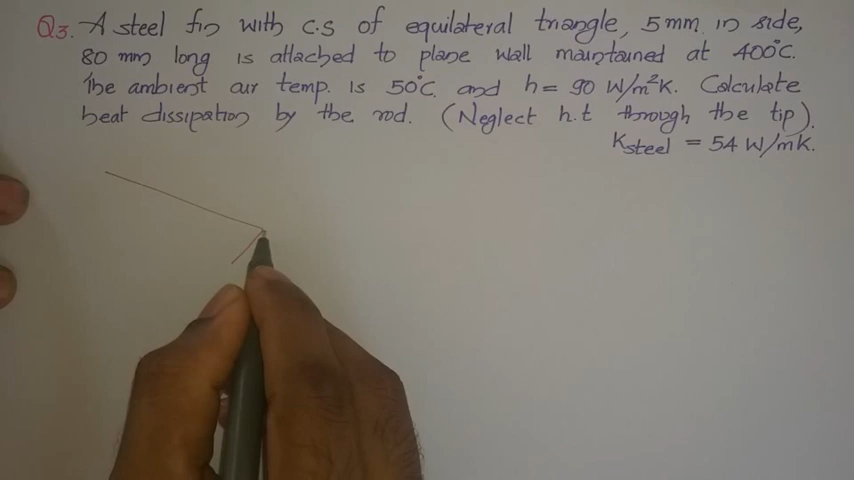 Q3. A steel fin with c.s of equilateral triangle, 5 mm in side,
80 mm long is attached to plane wall maintained at 400°C.
The ambient air temp. is 50°C and h = 90 W/m²K. Calculate
heat dissipation by the rod. (Neglect h.t through the tip).
Ksteel = 54 W/mK.